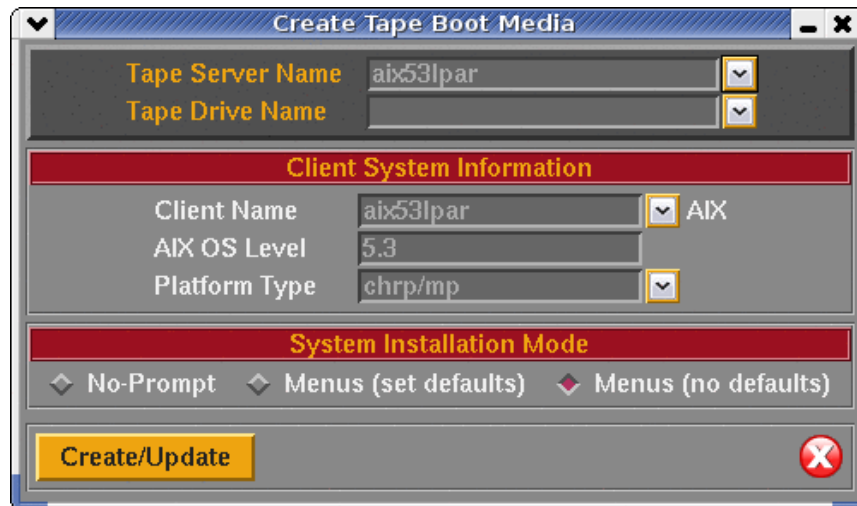 Create Tape Boot Media
Tape Server Name aix53lpar
Tape Drive Name
Client System Information
Client Name aix53lpar AIX
AIX OS Level 5.3
Platform Type chrp/mp
System Installation Mode
No-Prompt Menus (set defaults) Menus (no defaults)
Create/Update